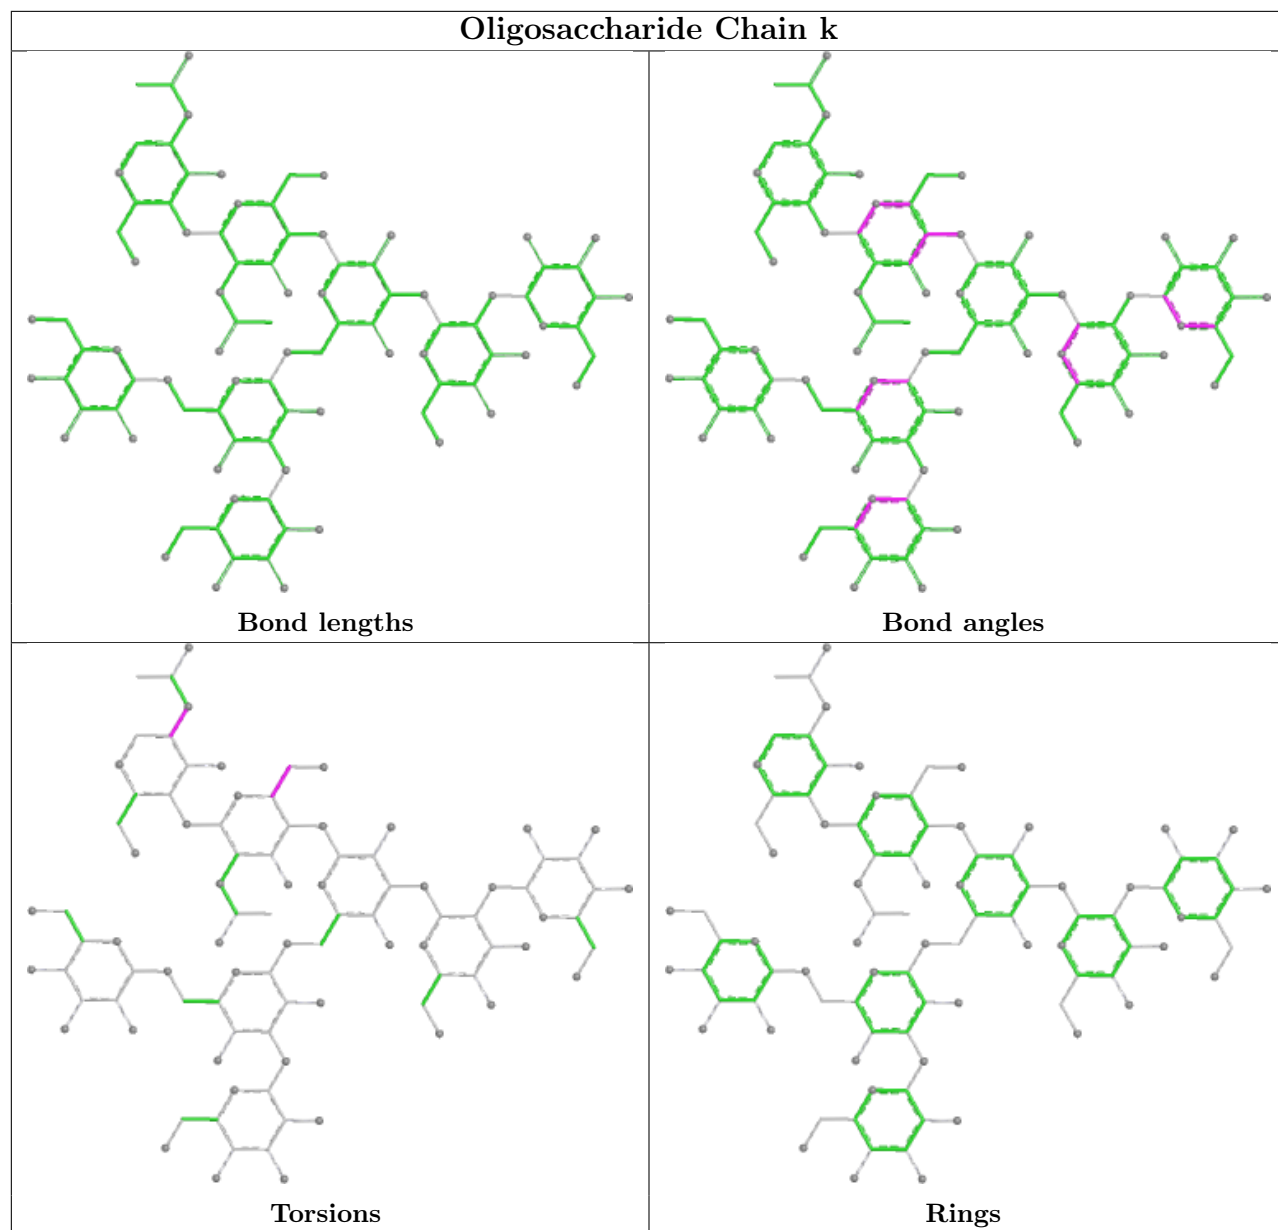 Oligosaccharide Chain k
Bond lengths
Bond angles
Torsions
Rings